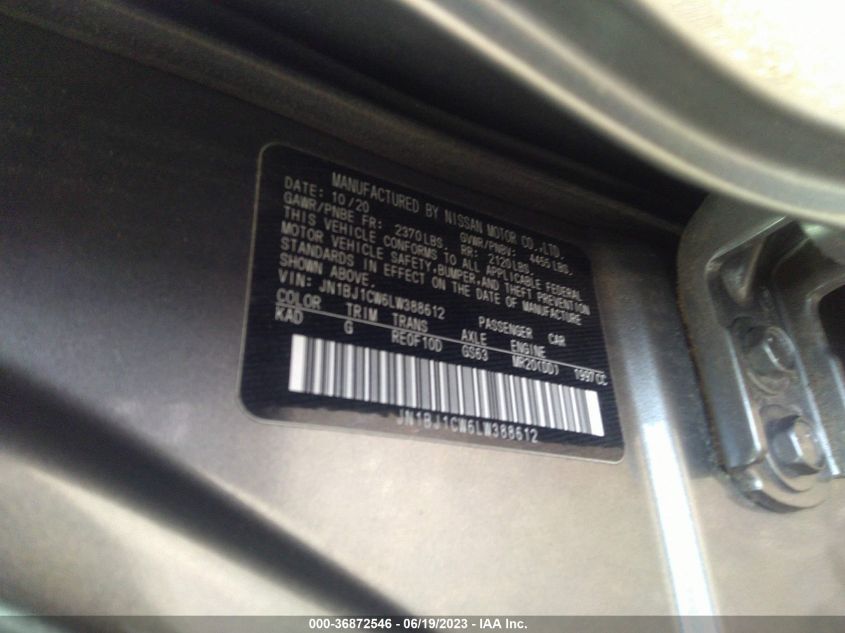 MANUFACTURED BY NISSAN MOTOR CO.,LTD.
DATE: 10/20 GVWR/PNBV: 4455 LBS.
GAWR/PNBE FR: 2370LBS. RR: 2120LBS.
THIS VEHICLE CONFORMS TO ALL APPLICABLE FEDERAL
MOTOR VEHICLE SAFETY,BUMPER,AND THEFT PREVENTION
STANDARDS IN EFFECT ON THE DATE OF MANUFACTURE
SHOWN ABOVE.
VIN: JN1BJ1CW6LW388612 PASSENGER CAR
COLOR TRIM TRANS AXLE ENGINE
KAD G RE0F10D GS63 MR20(DD) 1997CC
JN1BJ1CW6LW388612
000-36872546 - 06/19/2023 - IAA Inc.